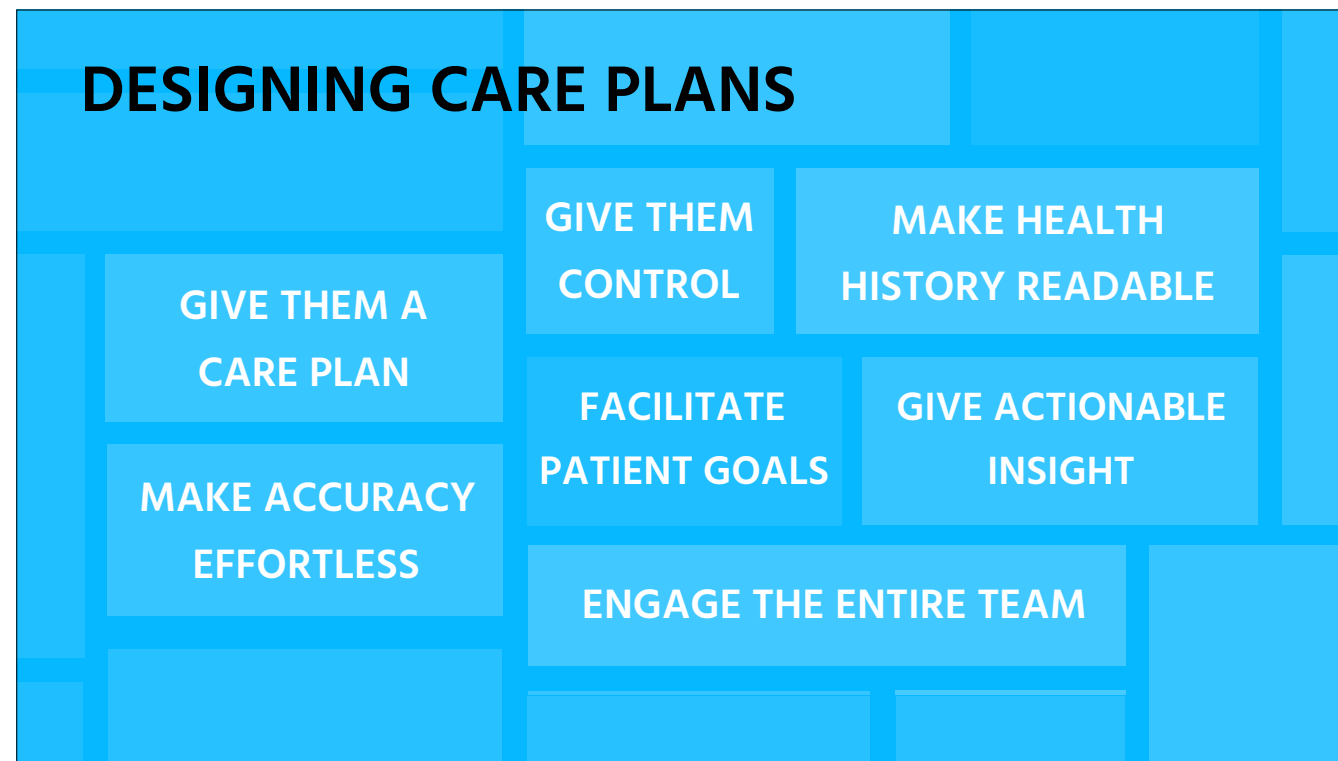 DESIGNING CARE PLANS
GIVE THEM A
CARE PLAN
MAKE ACCURACY
EFFORTLESS
GIVE THEM
CONTROL
MAKE HEALTH
HISTORY READABLE
FACILITATE
PATIENT GOALS
GIVE ACTIONABLE
INSIGHT
ENGAGE THE ENTIRE TEAM